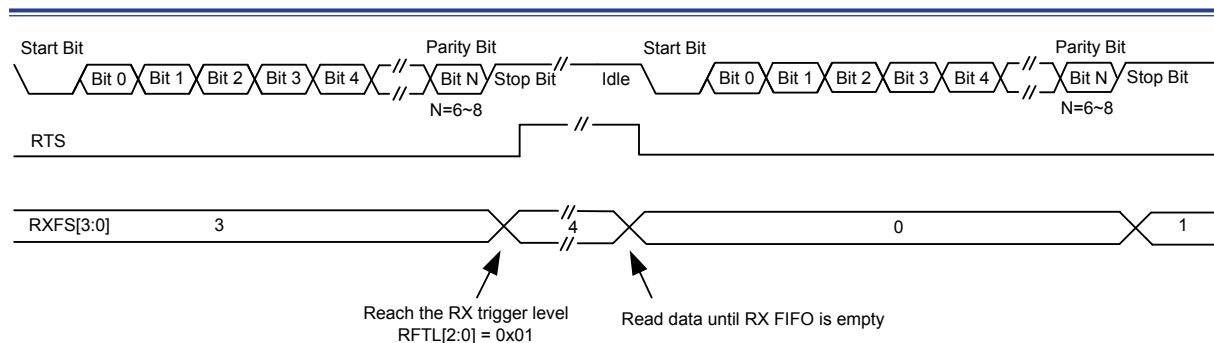 Start Bit Parity Bit Start Bit Parity Bit
Bit 0 Bit 1 Bit 2 Bit 3 Bit 4 Bit N Stop Bit Idle Bit 0 Bit 1 Bit 2 Bit 3 Bit 4 Bit N Stop Bit
N=6~8 N=6~8
RTS
RXFS[3:0] 3 4 0 1
Reach the RX trigger level
RFTL[2:0] = 0x01
Read data until RX FIFO is empty